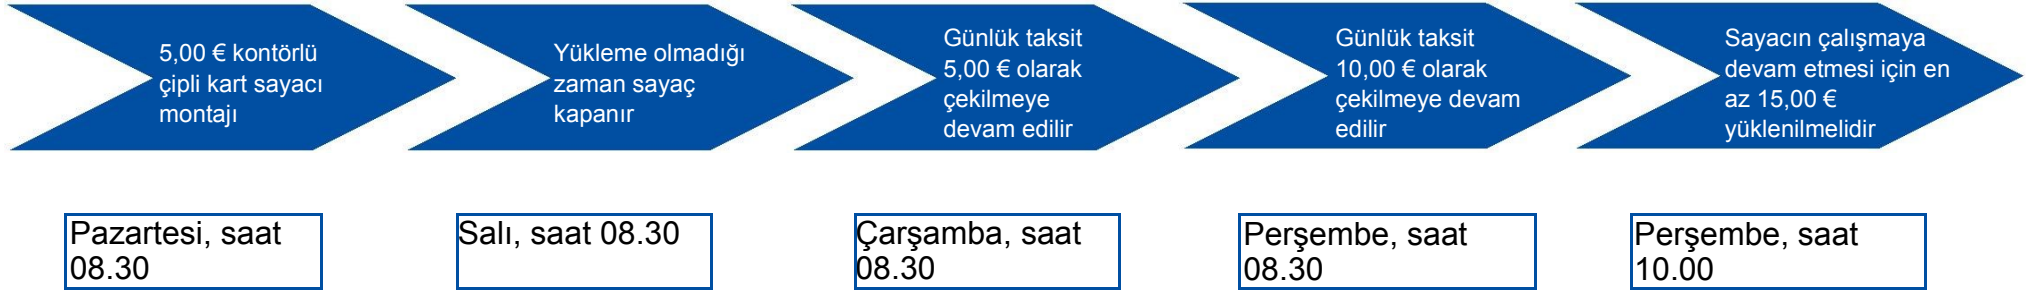 5,00 € kontörlü
çipli kart sayacı
montajı
Yükleme olmadığı
zaman sayaç
kapanır
Günlük taksit
5,00 € olarak
çekilmeye
devam edilir
Günlük taksit
10,00 € olarak
çekilmeye devam
edilir
Sayacın çalışmaya
devam etmesi için en
az 15,00 €
yüklenilmelidir
Pazartesi, saat
08.30
Salı, saat 08.30
Çarşamba, saat
08.30
Perşembe, saat
08.30
Perşembe, saat
10.00